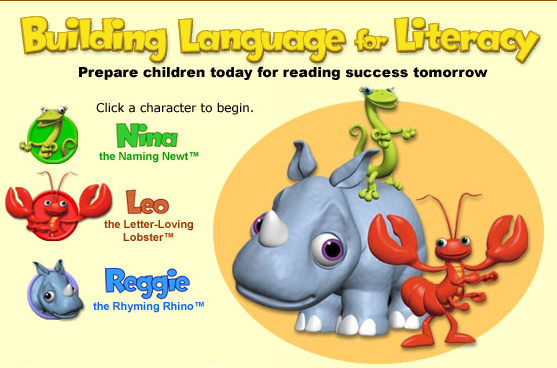 Building Language for Literacy
Prepare children today for reading success tomorrow
Click a character to begin.
Nina
the Naming Newt™
Leo
the Letter-Loving
Lobster™
Reggie
the Rhyming Rhino™